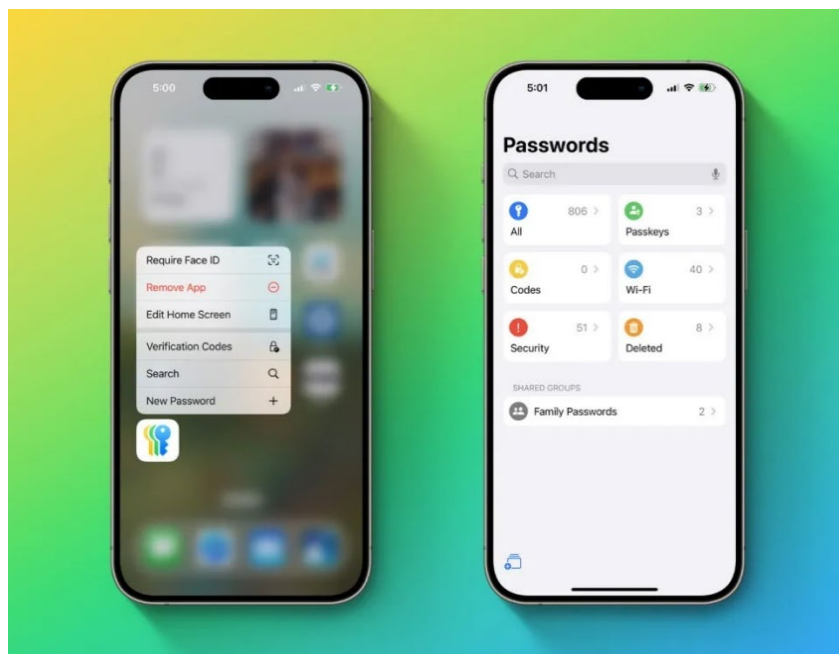 5:00
Require Face ID
Remove App
Edit Home Screen
Verification Codes
Search
New Password
5:01
Passwords
Search
806
All
3
Passkeys
0
Codes
40
Wi-Fi
51
Security
8
Deleted
SHARED GROUPS
Family Passwords 2